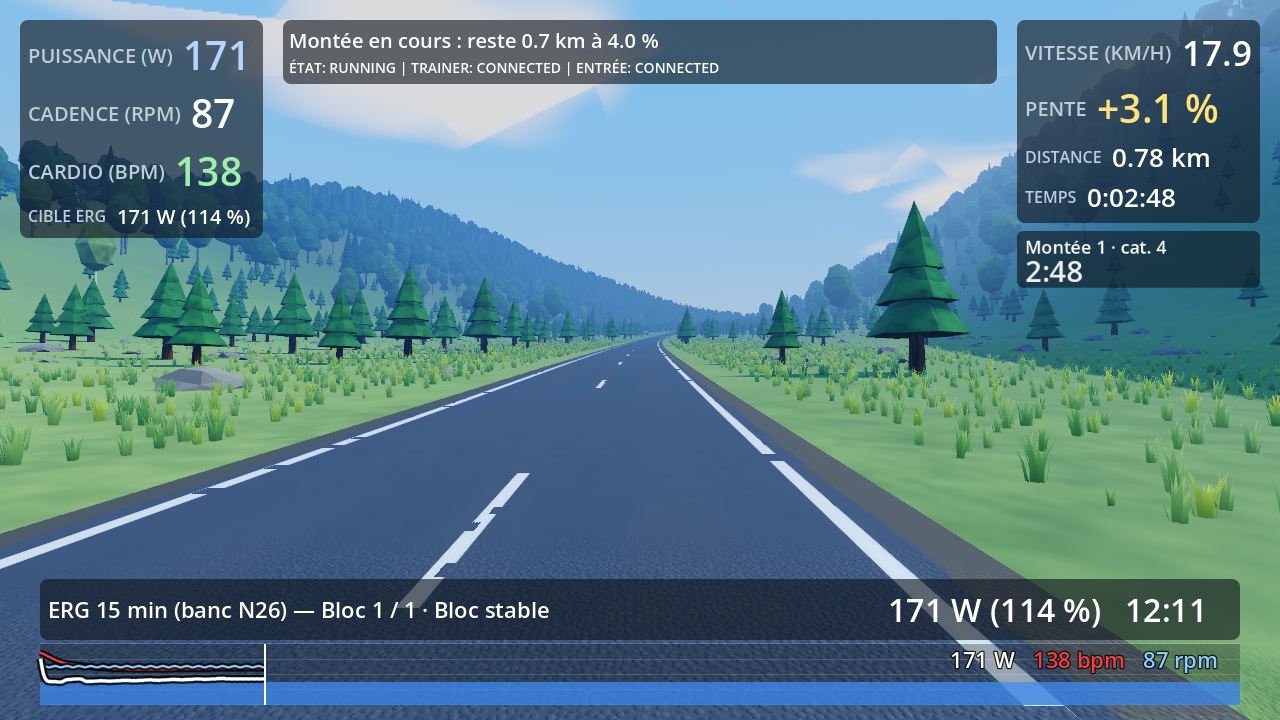 PUISSANCE (W) 171
CADENCE (RPM) 87
CARDIO (BPM) 138
CIBLE ERG 171 W (114 %)
Montée en cours : reste 0.7 km à 4.0 %
ÉTAT: RUNNING | TRAINER: CONNECTED | ENTRÉE: CONNECTED
VITESSE (KM/H) 17.9
PENTE +3.1 %
DISTANCE 0.78 km
TEMPS 0:02:48
Montée 1 · cat. 4
2:48
ERG 15 min (banc N26) — Bloc 1 / 1 · Bloc stable 171 W (114 %) 12:11
171 W 138 bpm 87 rpm